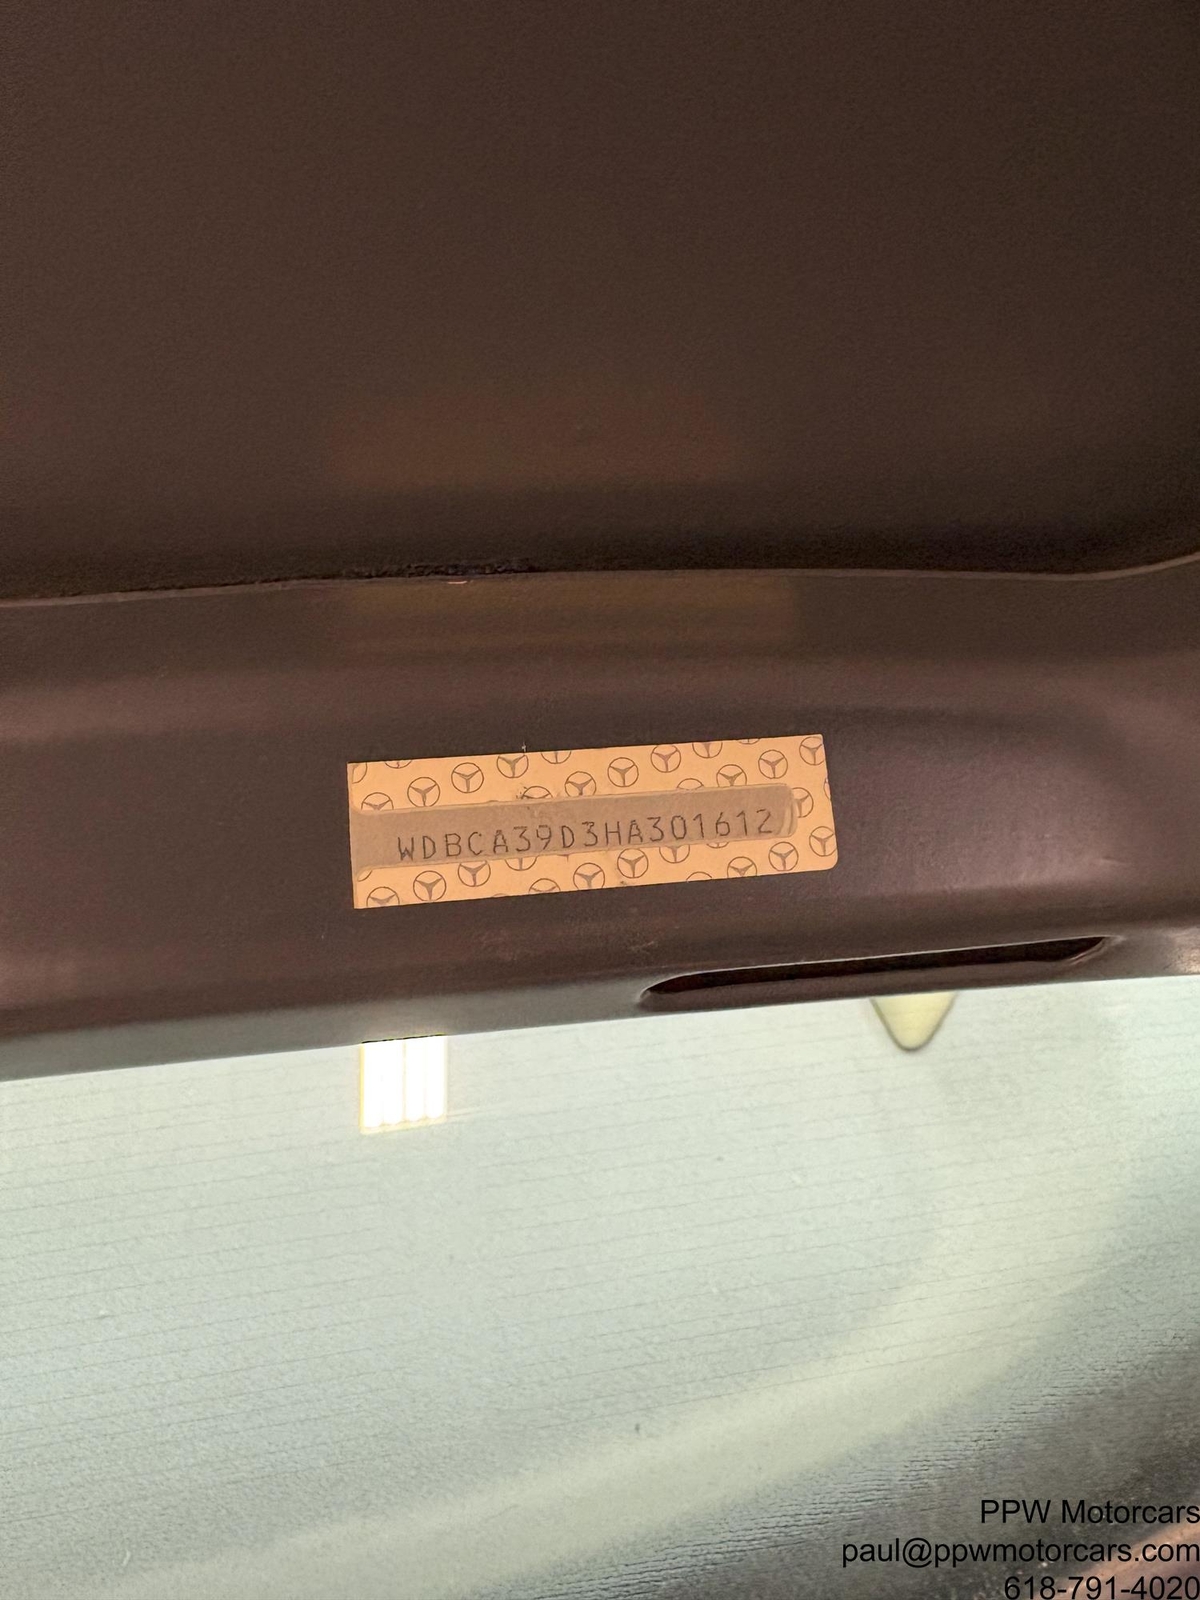 WDBCA39D3HA301612
PPW Motorcars
paul@ppwmotorcars.com
618-791-4020